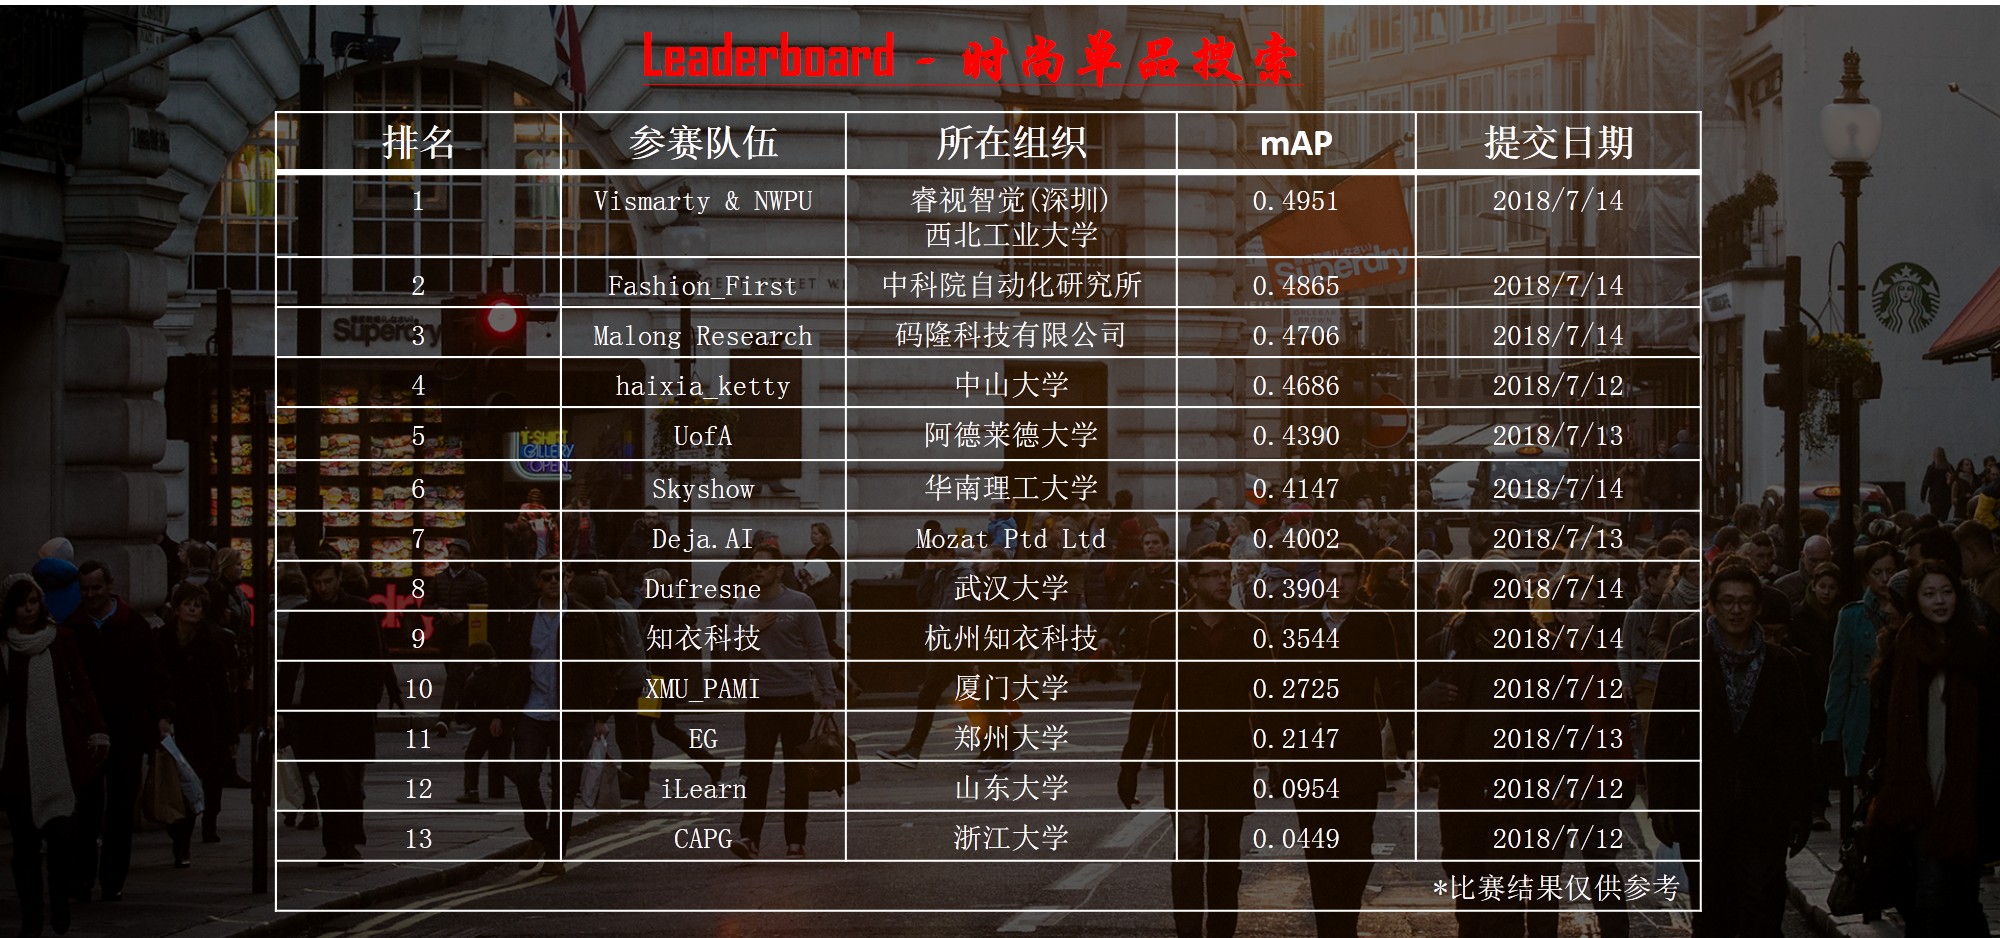 Leaderboard - 时尚单品搜索
排名 参赛队伍 所在组织 mAP 提交日期
1 Vismarty & NWPU 睿视智觉(深圳) 0.4951 2018/7/14
西北工业大学
2 Fashion_First 中科院自动化研究所 0.4865 2018/7/14
3 Malong Research 码隆科技有限公司 0.4706 2018/7/14
4 haixia_ketty 中山大学 0.4686 2018/7/12
5 UofA 阿德莱德大学 0.4390 2018/7/13
6 Skyshow 华南理工大学 0.4147 2018/7/14
7 Deja.AI Mozat Ptd Ltd 0.4002 2018/7/13
8 Dufresne 武汉大学 0.3904 2018/7/14
9 知衣科技 杭州知衣科技 0.3544 2018/7/14
10 XMU_PAMI 厦门大学 0.2725 2018/7/12
11 EG 郑州大学 0.2147 2018/7/13
12 iLearn 山东大学 0.0954 2018/7/12
13 CAPG 浙江大学 0.0449 2018/7/12
*比赛结果仅供参考
Superdry
Superdry
T-SHIRT
GALLERY
OPEN.